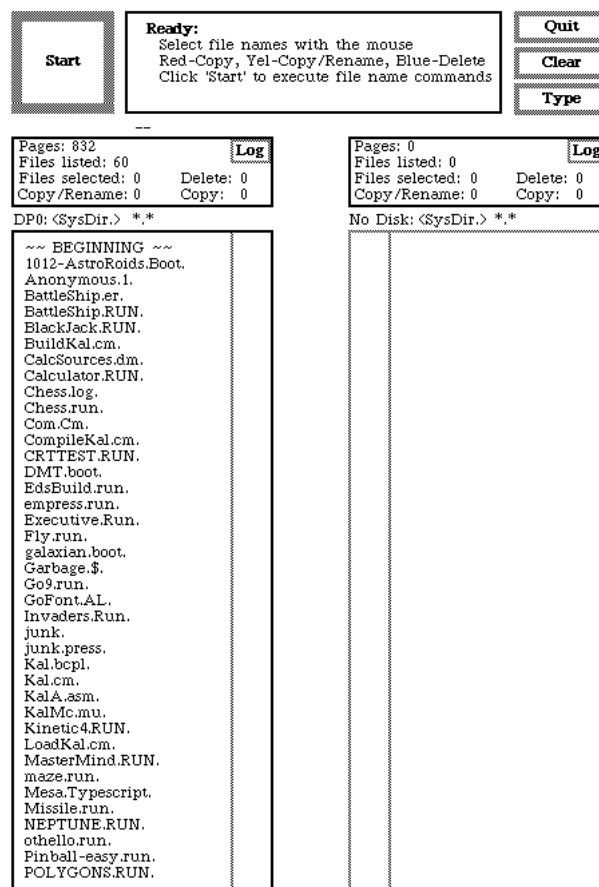 Start
Ready:
Select file names with the mouse
Red-Copy, Yel-Copy/Rename, Blue-Delete
Click 'Start' to execute file name commands
Quit
Clear
Type
Pages: 832
Log
Files listed: 60
Files selected: 0 Delete: 0
Copy/Rename: 0 Copy: 0
DP0: <SysDir.> *.*
~~ BEGINNING ~~
1012-AstroRoids.Boot.
Anonymous.1.
BattleShip.er.
BattleShip.RUN.
BlackJack.RUN.
BuildKal.cm.
CalcSources.dm.
Calculator.RUN.
Chess.log.
Chess.run.
Com.Cm.
CompileKal.cm.
CRTTEST.RUN.
DMT.boot.
EdsBuild.run.
empress.run.
Executive.Run.
Fly.run.
galaxian.boot.
Garbage.$.
Go9.run.
GoFont.AL.
Invaders.Run.
junk.
junk.press.
Kal.bcpl.
Kal.cm.
KalA.asm.
KalMc.mu.
Kinetic4.RUN.
LoadKal.cm.
MasterMind.RUN.
maze.run.
Mesa.Typescript.
Missile.run.
NEPTUNE.RUN.
othello.run.
Pinball-easy.run.
POLYGONS.RUN.
Pages: 0
Log
Files listed: 0
Files selected: 0 Delete: 0
Copy/Rename: 0 Copy: 0
No Disk: <SysDir.> *.*